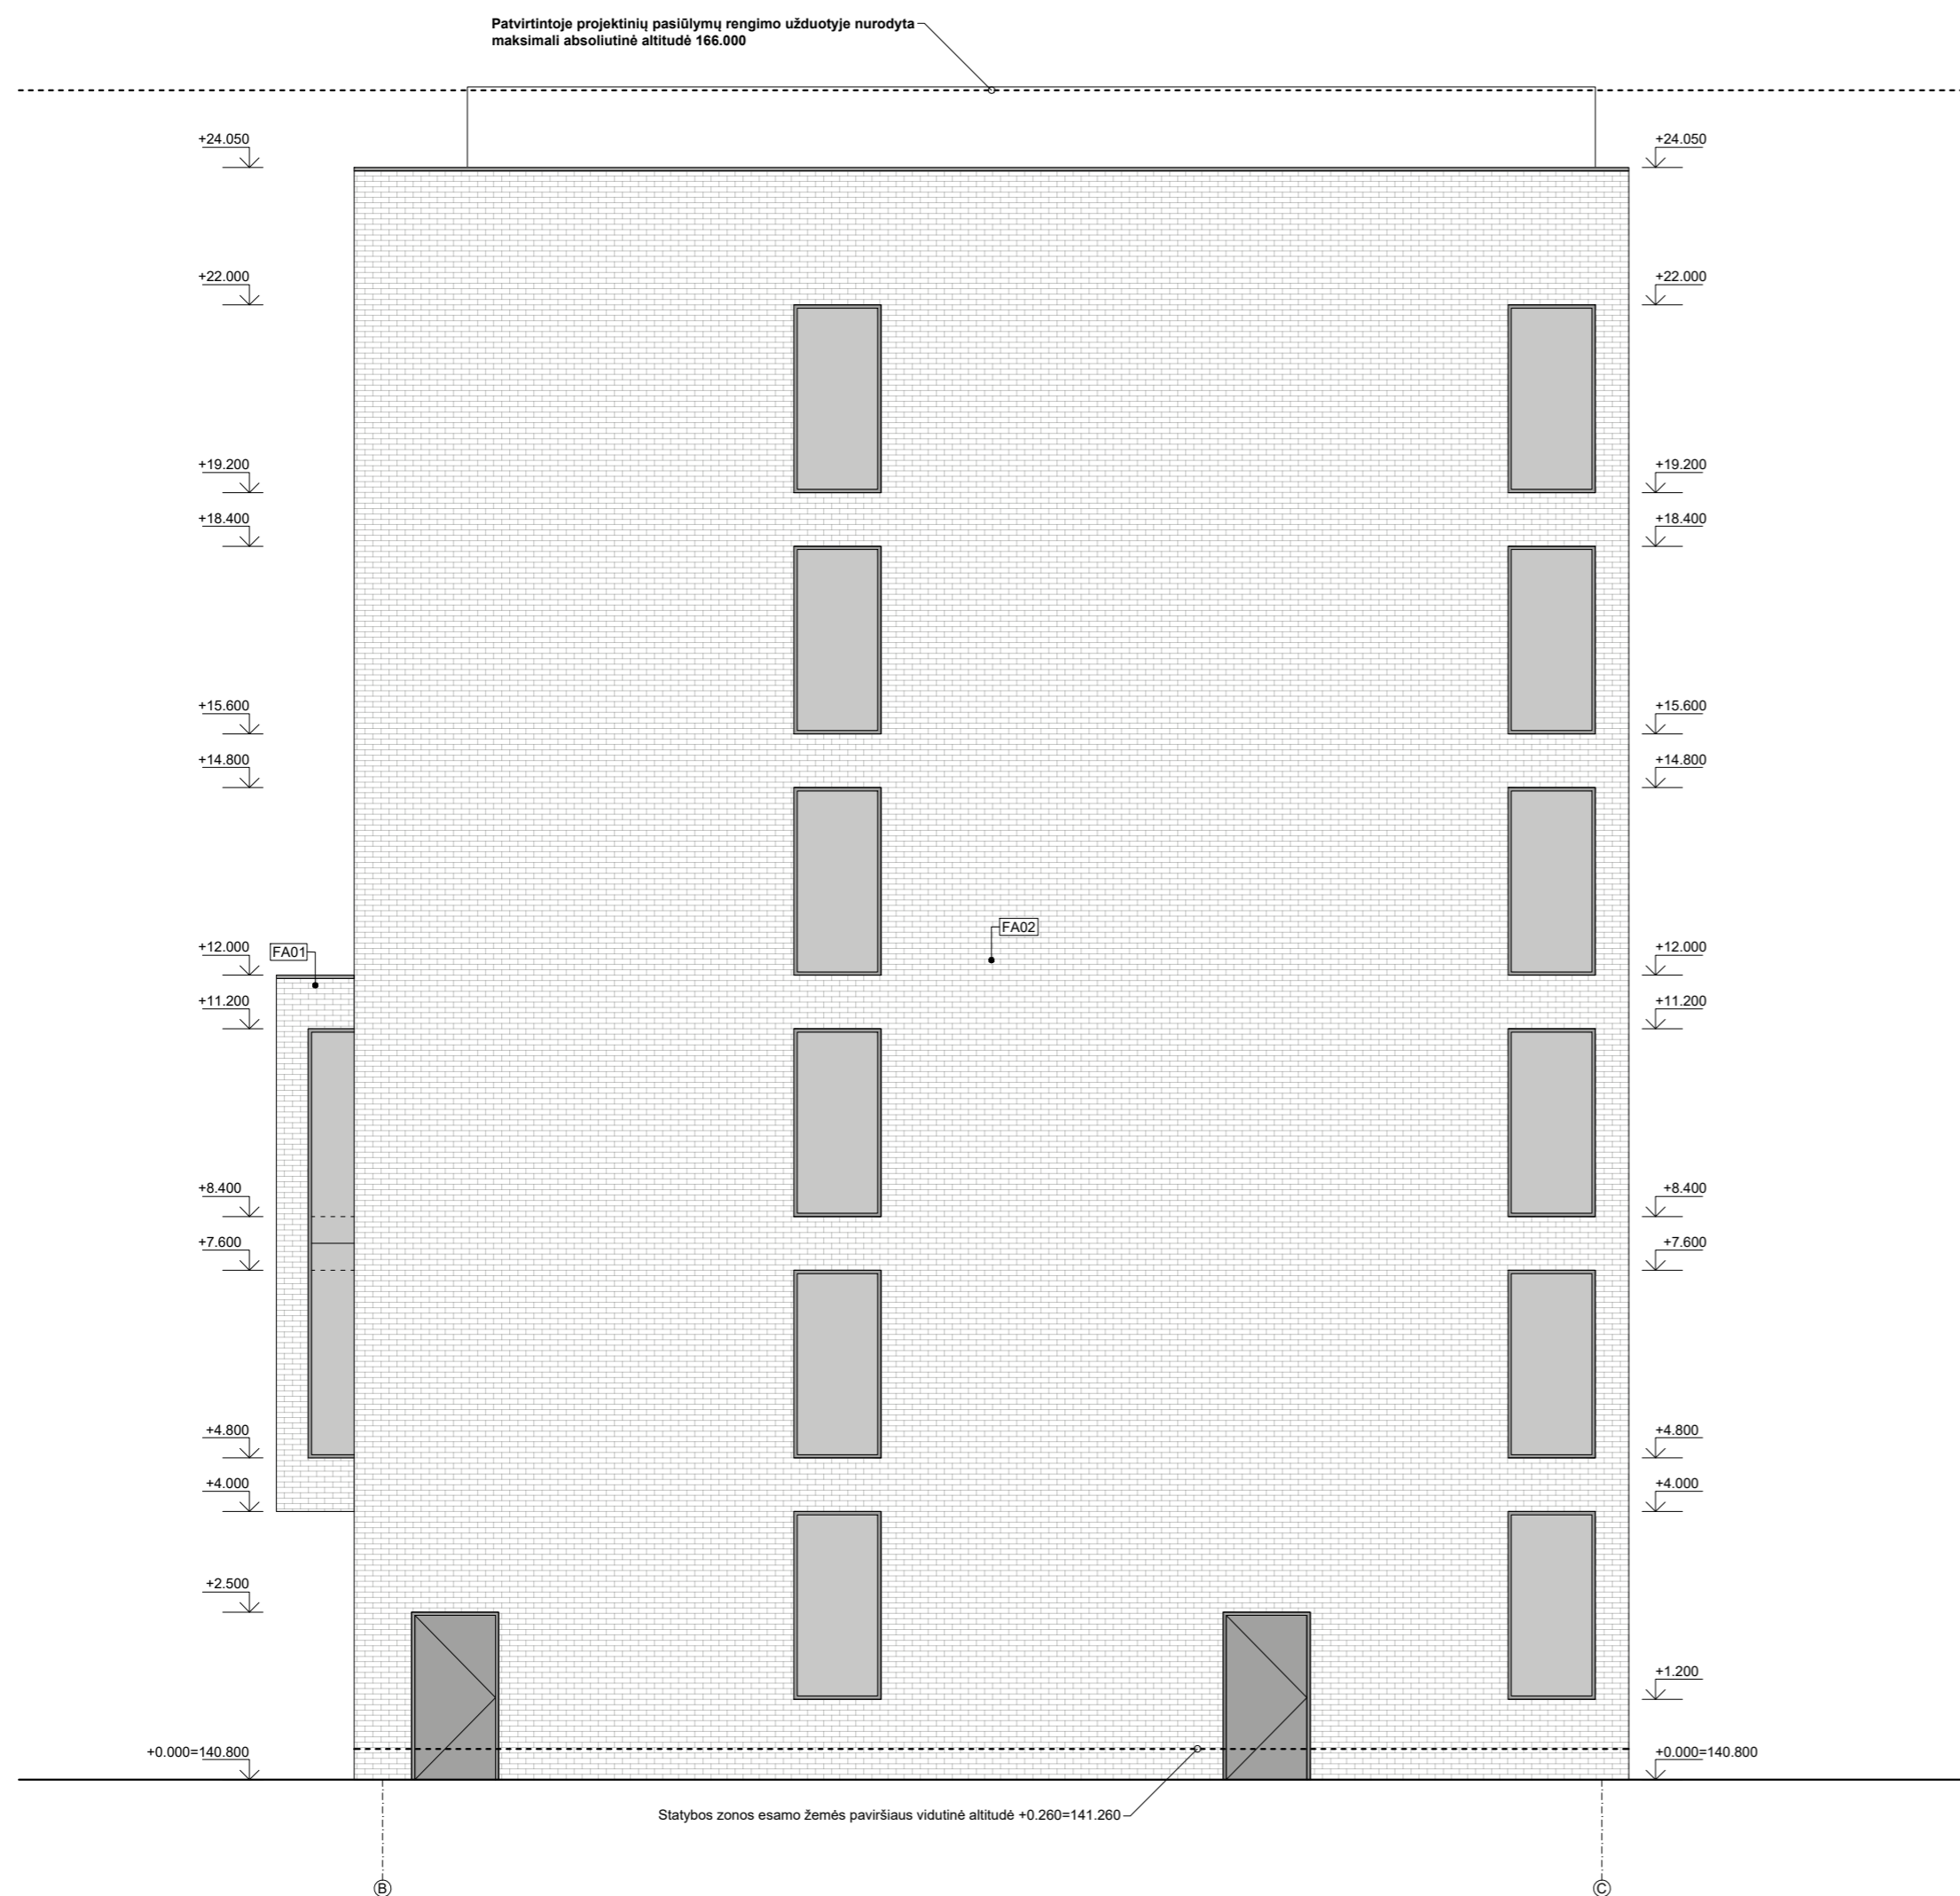 Patvirtintoje projektinių pasiūlymų rengimo užduotyje nurodyta
maksimali absoliutinė altitudė 166.000
+24.050 +24.050
+22.000 +22.000
+19.200 +19.200
+18.400 +18.400
+15.600 +15.600
+14.800 +14.800
FA02
+12.000 FA01 +12.000
+11.200 +11.200
+8.400 +8.400
+7.600 +7.600
+4.800 +4.800
+4.000 +4.000
+2.500
+1.200
+0.000=140.800 +0.000=140.800
Statybos zonos esamo žemės paviršiaus vidutinė altitudė +0.260=141.260
B C